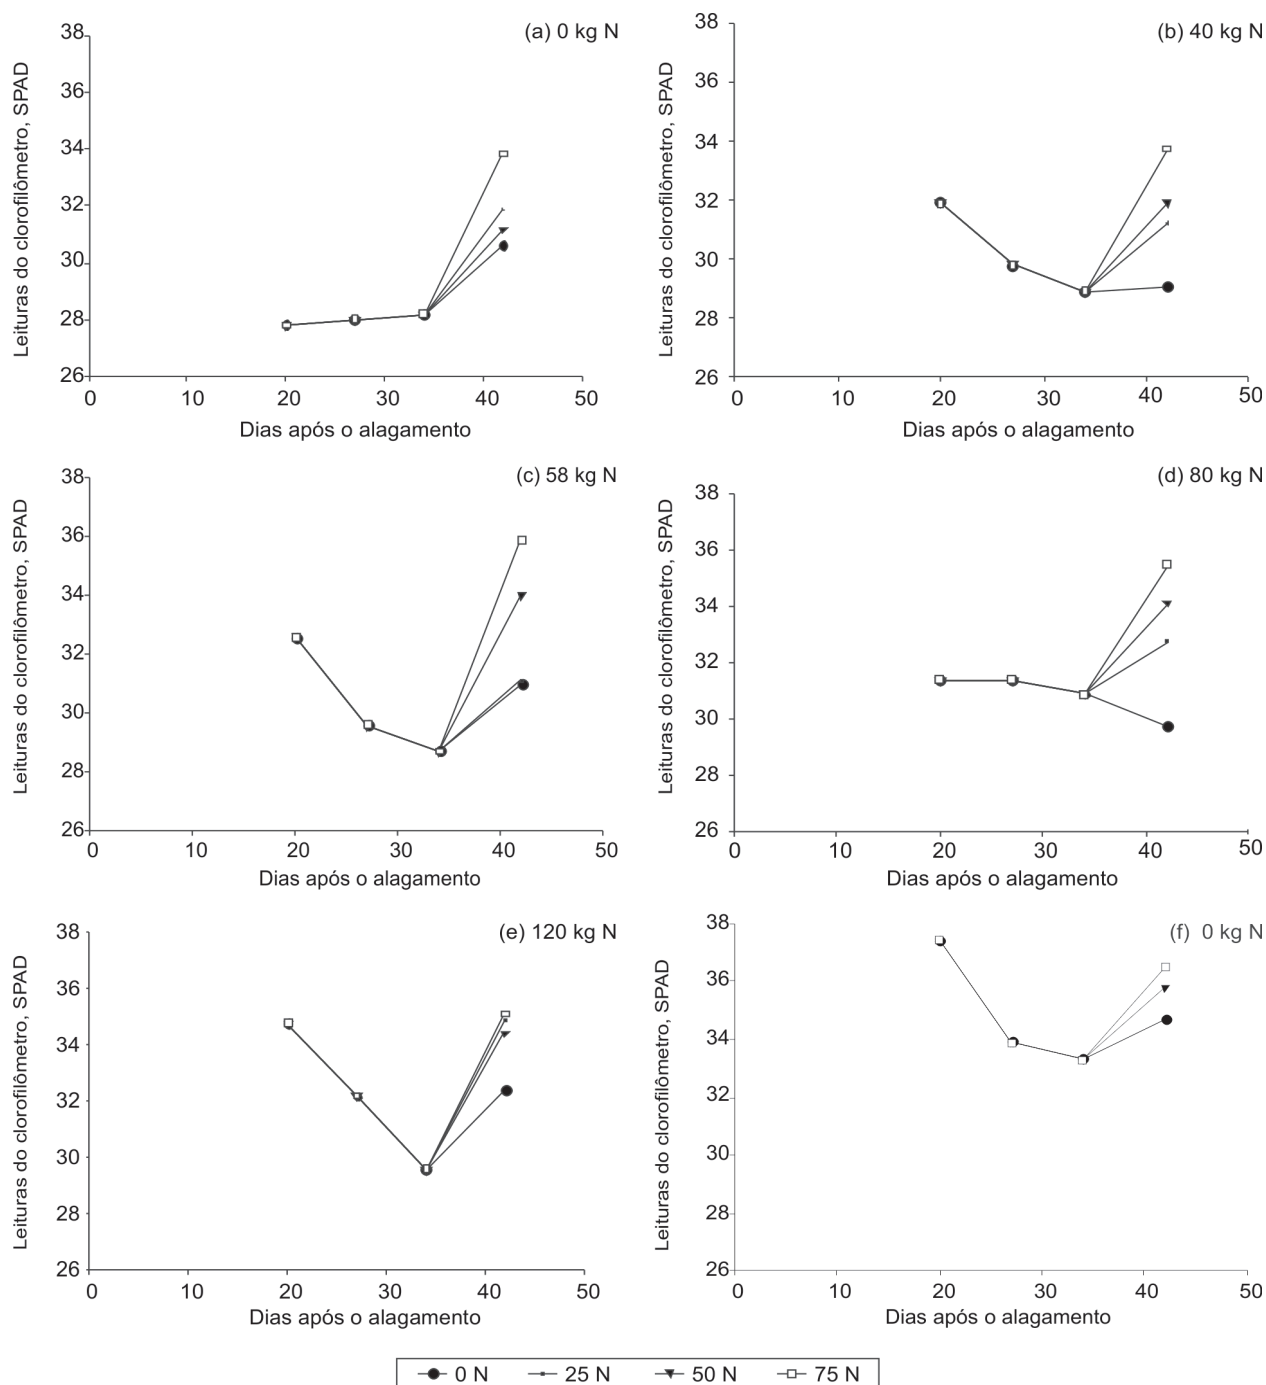 (a) 0 kg N
Leituras do clorofilômetro, SPAD
38
36
34
32
30
28
26
0 10 20 30 40 50
Dias após o alagamento
(b) 40 kg N
Leituras do clorofilômetro, SPAD
38
36
34
32
30
28
26
0 10 20 30 40 50
Dias após o alagamento
(c) 58 kg N
Leituras do clorofilômetro, SPAD
38
36
34
32
30
28
26
0 10 20 30 40 50
Dias após o alagamento
(d) 80 kg N
Leituras do clorofilômetro, SPAD
38
36
34
32
30
28
26
0 10 20 30 40 50
Dias após o alagamento
(e) 120 kg N
Leituras do clorofilômetro, SPAD
38
36
34
32
30
28
26
0 10 20 30 40 50
Dias após o alagamento
(f) 0 kg N
Leituras do clorofilômetro, SPAD
38
36
34
32
30
28
26
0 10 20 30 40 50
Dias após o alagamento
0 N 25 N 50 N 75 N